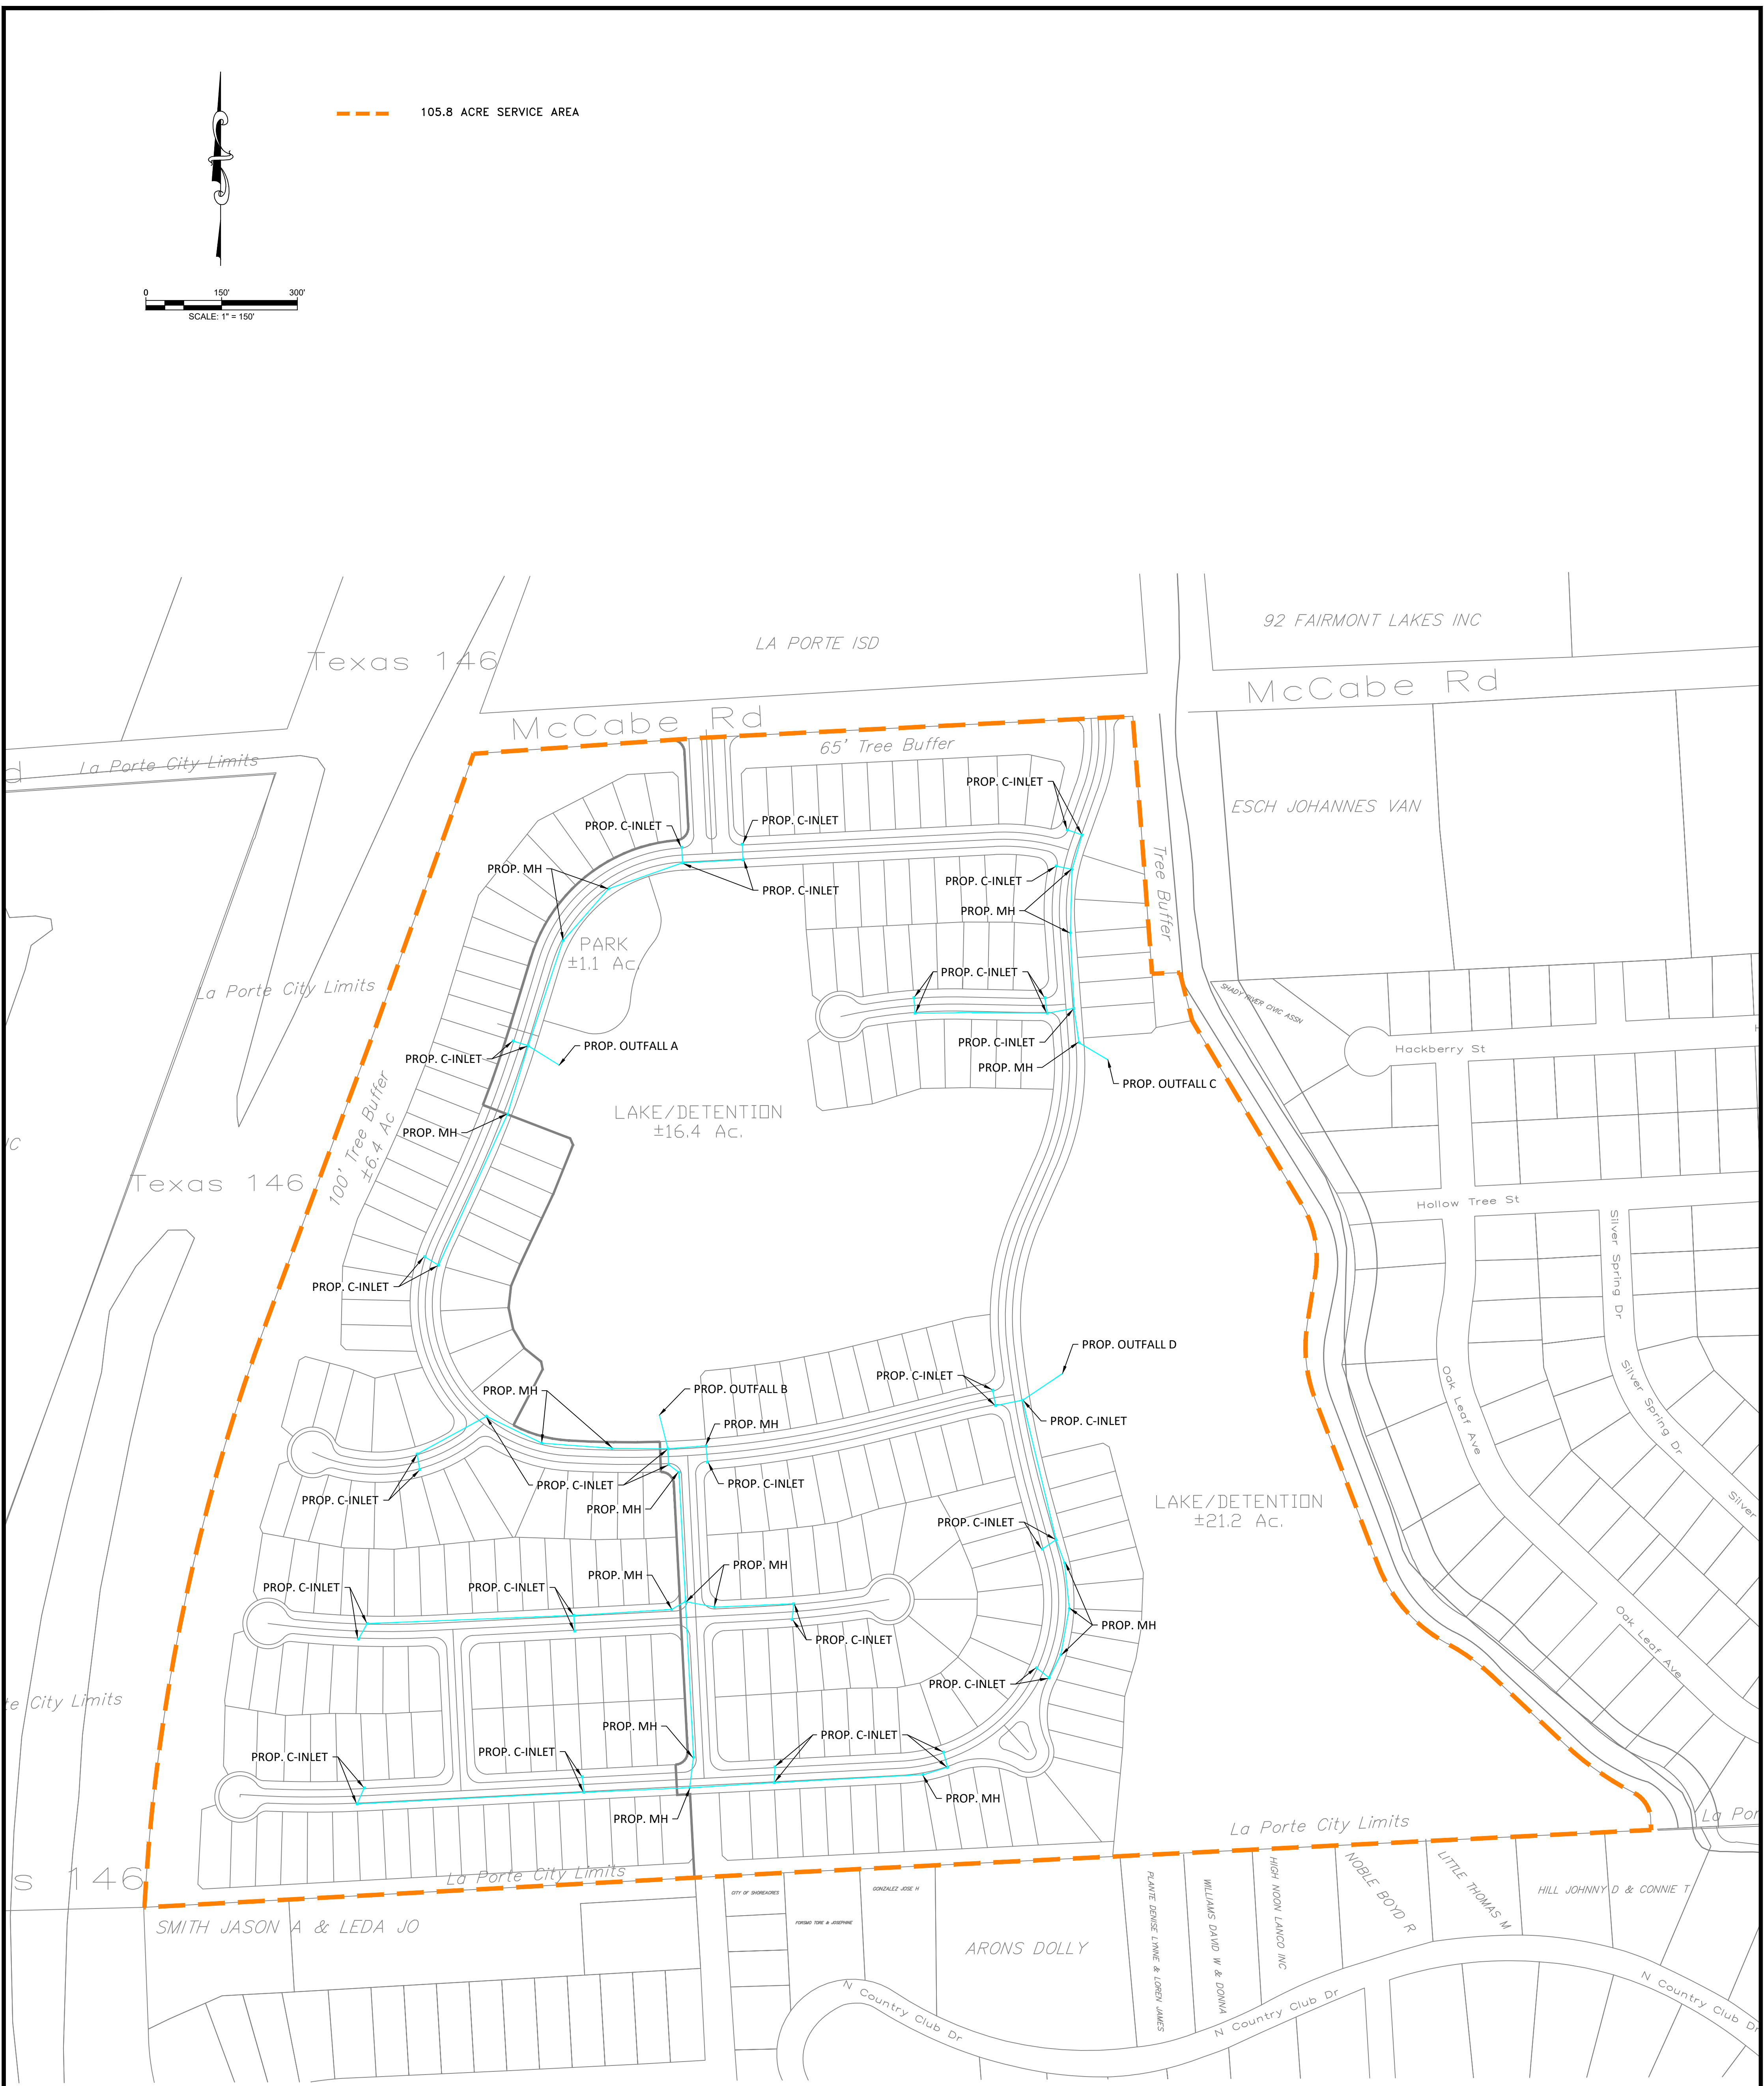 105.8 ACRE SERVICE AREA
0 150' 300'
SCALE: 1" = 150'
LA PORTE ISD
92 FAIRMONT LAKES INC
Texas 146
McCabe Rd
McCabe Rd
65' Tree Buffer
La Porte City Limits
d
PROP. C-INLET
ESCH JOHANNES VAN
PROP. C-INLET
PROP. C-INLET
PROP. MH
PROP. C-INLET
PROP. C-INLET
Tree Buffer
PROP. MH
PARK
±1.1 Ac.
PROP. C-INLET
La Porte City Limits
SHADY RIVER CIVIC ASSN
PROP. C-INLET
PROP. OUTFALL A
PROP. C-INLET
Hackberry St
H
PROP. MH
PROP. OUTFALL C
LAKE/DETENTION
±16.4 Ac.
PROP. MH
100' Tree Buffer
±6.4 Ac
Texas 146
Hollow Tree St
Silver Spring Dr
PROP. C-INLET
PROP. OUTFALL D
PROP. C-INLET
PROP. MH
PROP. OUTFALL B
PROP. MH
PROP. C-INLET
Oak Leaf Ave
Silver Spring Dr
Silver
PROP. C-INLET
PROP. C-INLET
PROP. C-INLET
PROP. MH
LAKE/DETENTION
±21.2 Ac.
PROP. C-INLET
PROP. MH
PROP. MH
PROP. C-INLET
PROP. C-INLET
PROP. MH
PROP. C-INLET
Oak Leaf Ave
PROP. C-INLET
te City Limits
PROP. MH
PROP. C-INLET
PROP. C-INLET
PROP. C-INLET
PROP. MH
PROP. MH
La Porte City Limits
La Por
La Porte City Limits
s 146
SMITH JASON A & LEDA JO
CITY OF SHOREACRES
GONZALEZ JOSE H
ARONS DOLLY
PLANTE DENISE LYNNE & LOREN JAMES
WILLIAMS DAVID W & DONNA
HIGH NOON LANCO INC
NOBLE BOYD R
LITTLE THOMAS M
HILL JOHNNY D & CONNIE T
N Country Club Dr
N Country Club Dr
N Country Club Dr